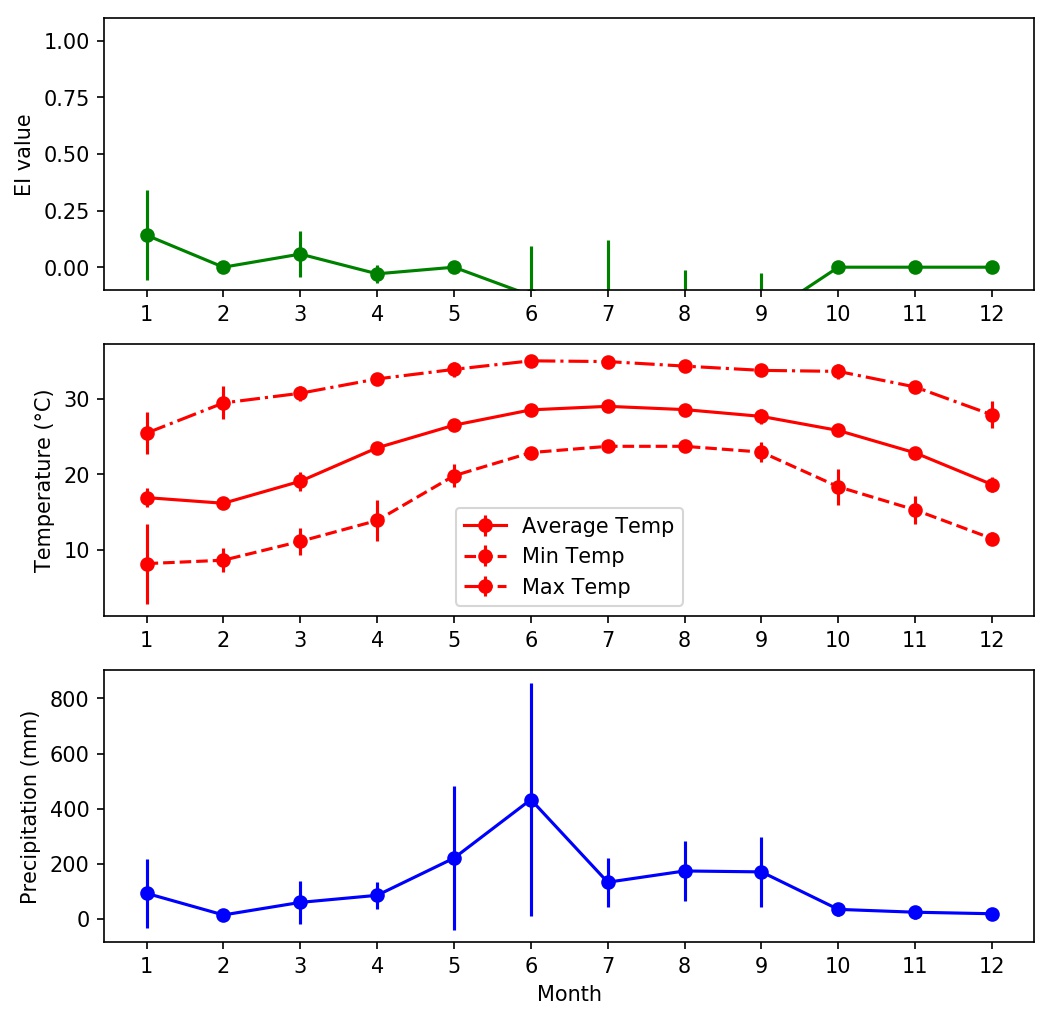 EI value
1.00
0.75
0.50
0.25
0.00
1 2 3 4 5 6 7 8 9 10 11 12
Temperature (°C)
30
20
10
Average Temp
Min Temp
Max Temp
1 2 3 4 5 6 7 8 9 10 11 12
Precipitation (mm)
800
600
400
200
0
1 2 3 4 5 6 7 8 9 10 11 12
Month